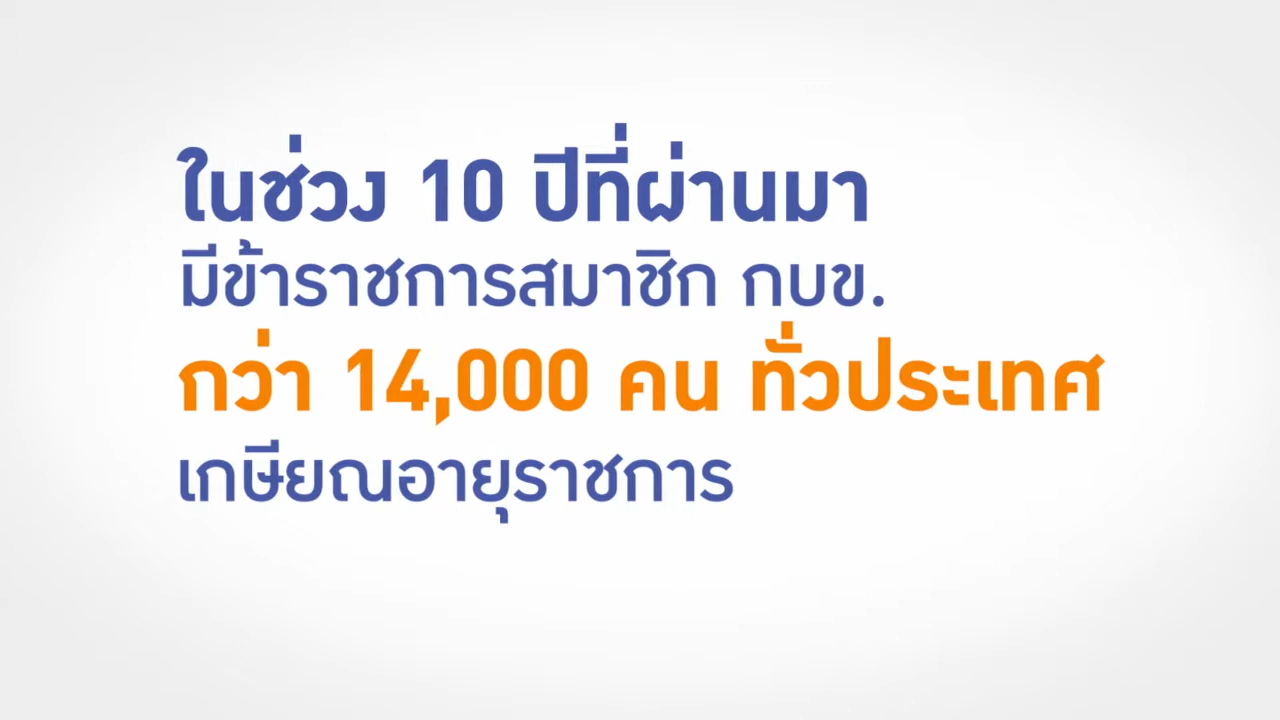 ในช่วง 10 ปีที่ผ่านมา
มีข้าราชการสมาชิก กบข.
กว่า 14,000 คน ทั่วประเทศ
เกษียณอายุราชการ